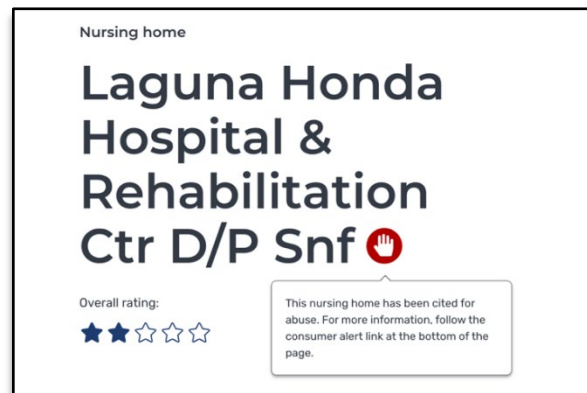 Nursing home
Laguna Honda
Hospital &
Rehabilitation
Ctr D/P Snf
Overall rating:
This nursing home has been cited for
abuse. For more information, follow the
consumer alert link at the bottom of the
page.